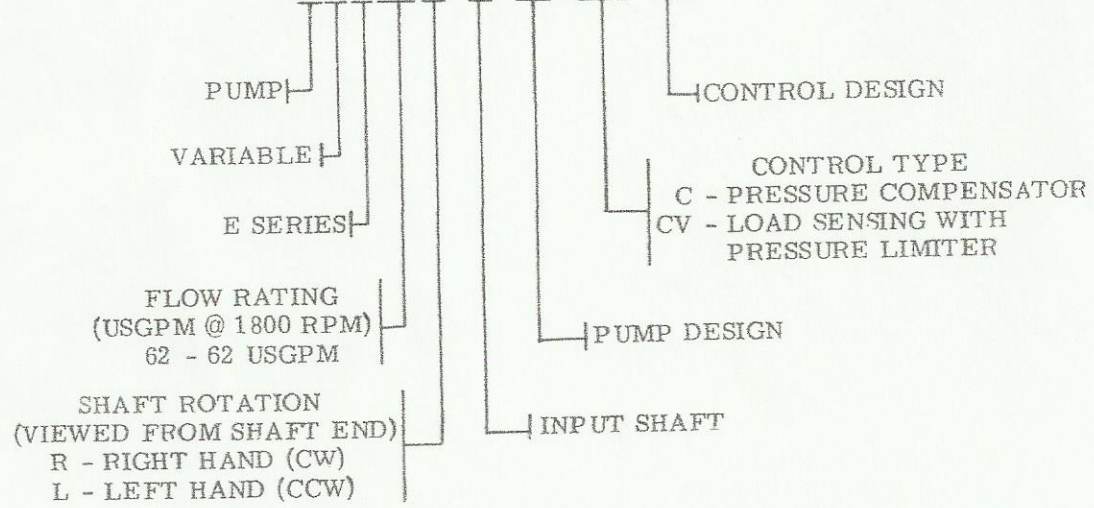 PUMP
VARIABLE
E SERIES
FLOW RATING
(USGPM @ 1800 RPM)
62 - 62 USGPM
SHAFT ROTATION
(VIEWED FROM SHAFT END)
R - RIGHT HAND (CW)
L - LEFT HAND (CCW)
CONTROL DESIGN
CONTROL TYPE
C - PRESSURE COMPENSATOR
CV - LOAD SENSING WITH
PRESSURE LIMITER
PUMP DESIGN
INPUT SHAFT